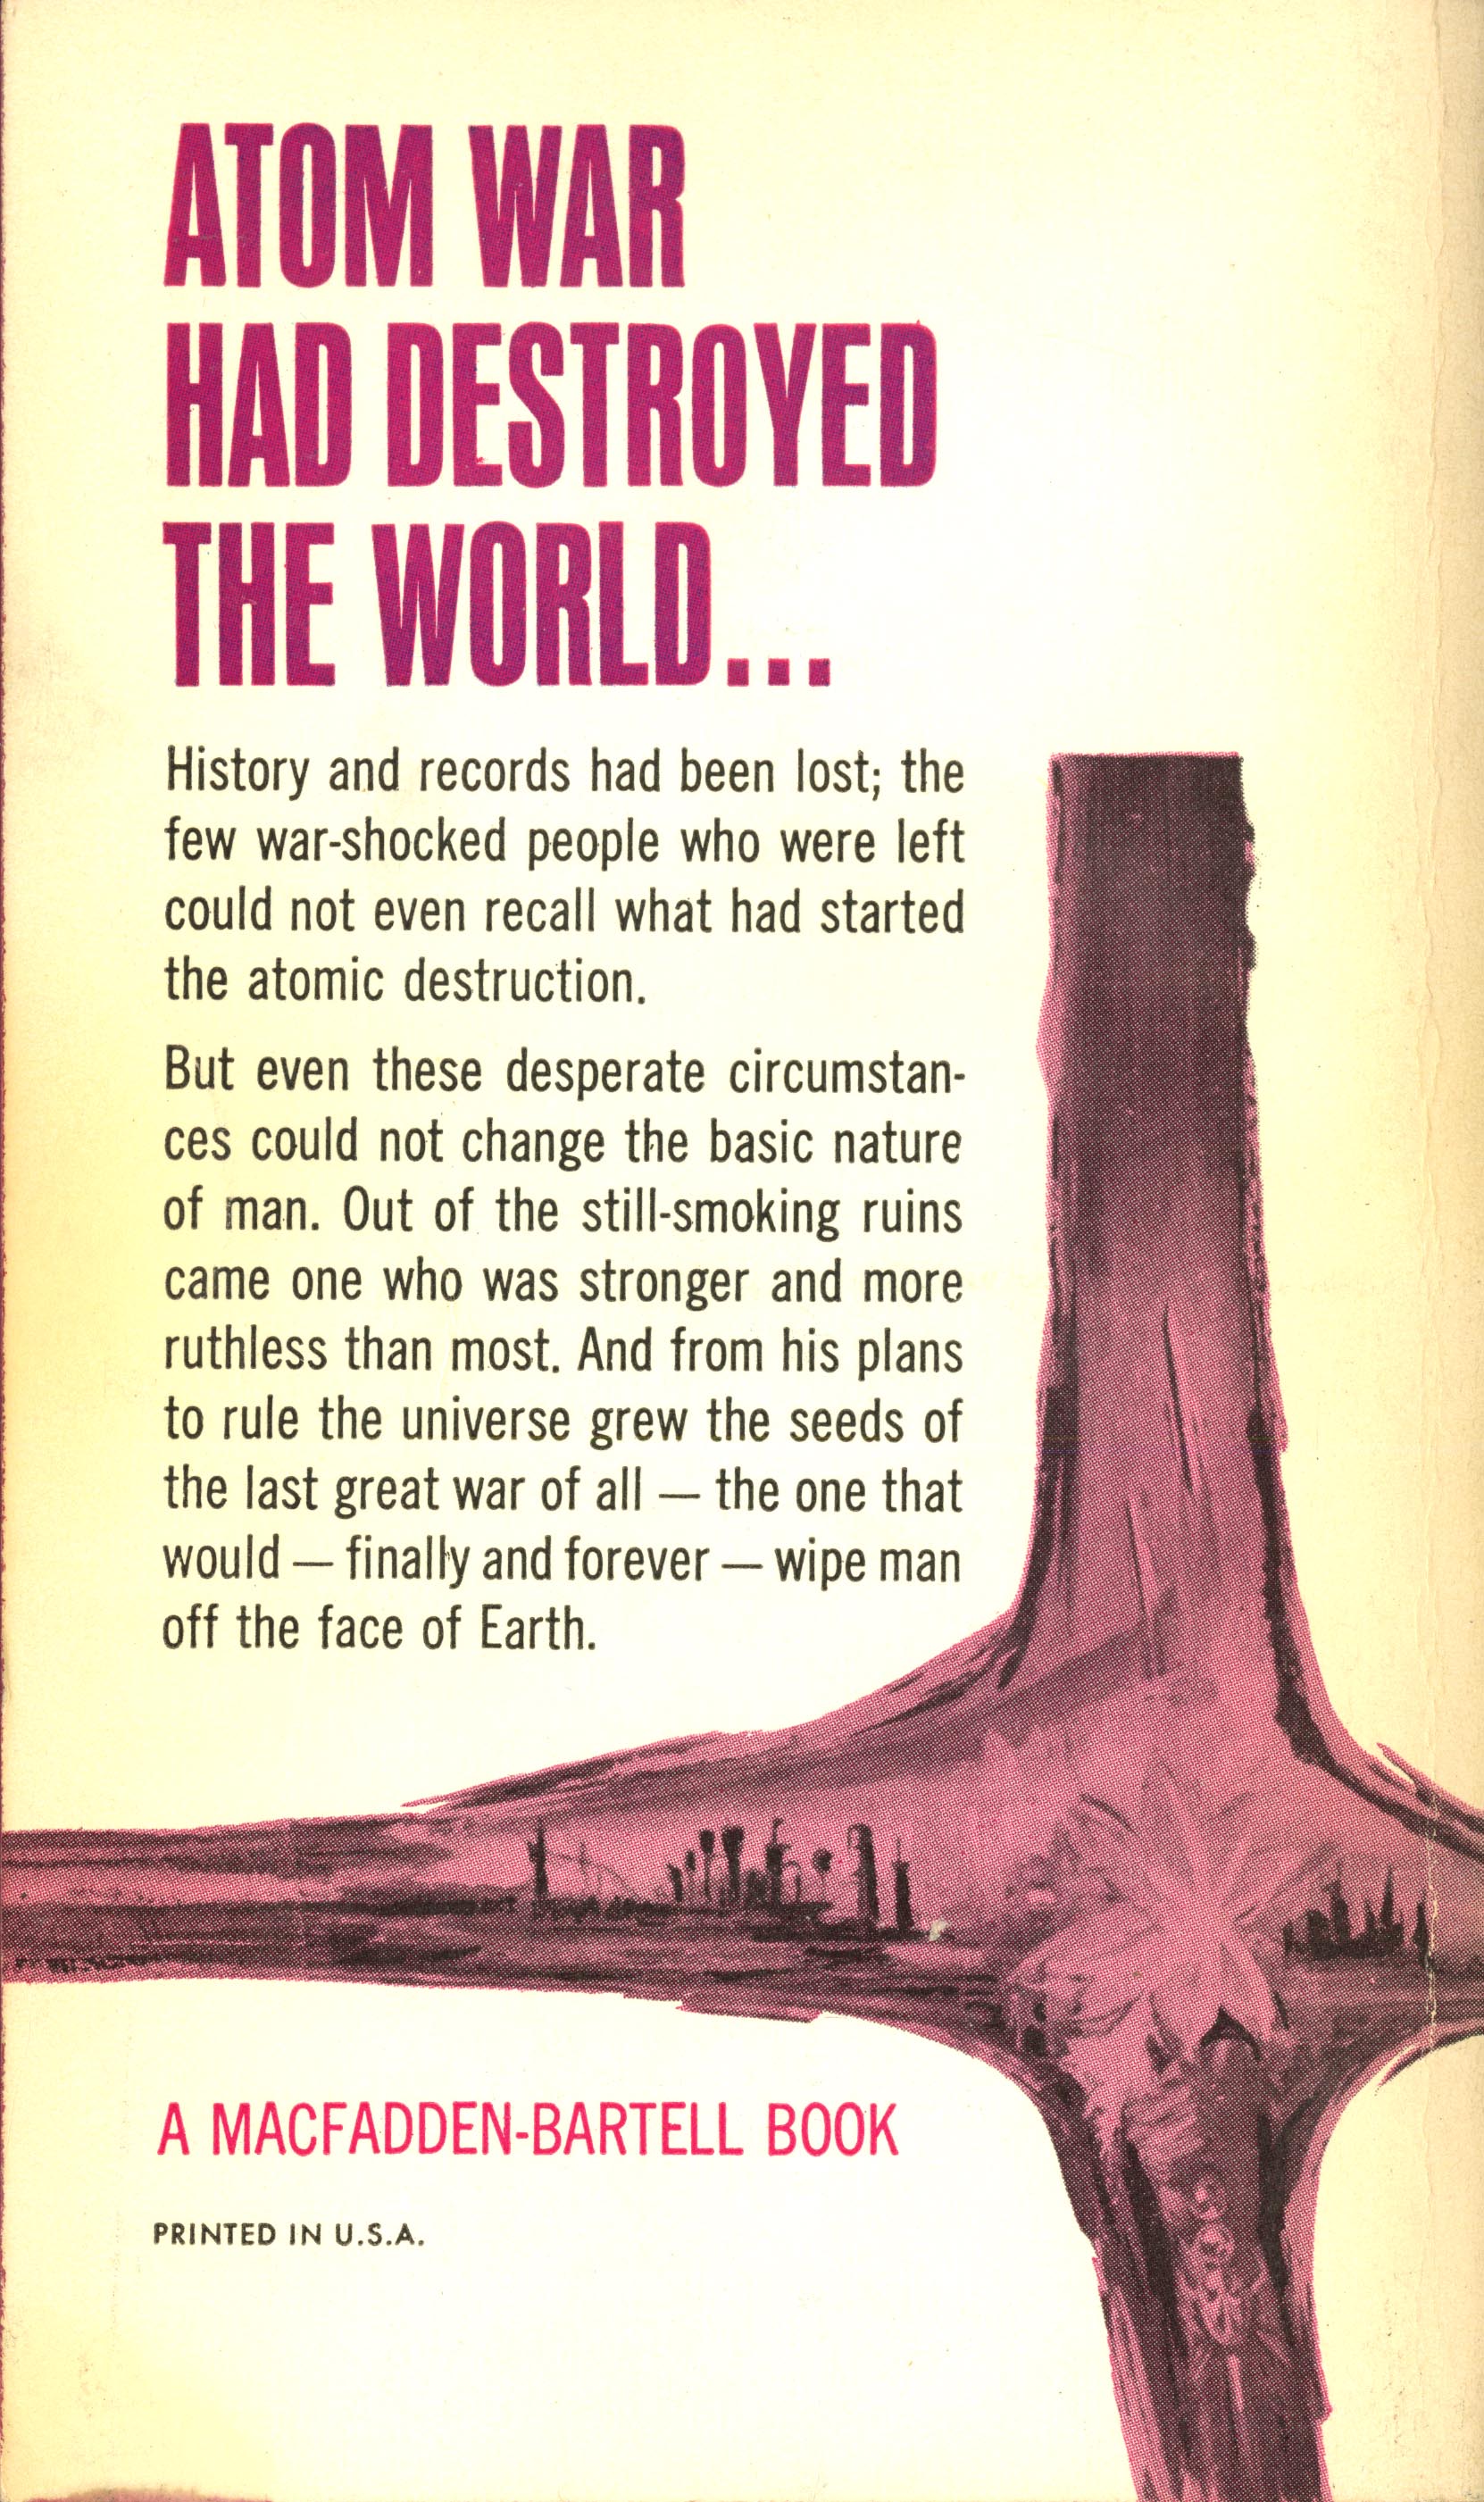 ATOM WAR
HAD DESTROYED
THE WORLD...
History and records had been lost; the
few war-shocked people who were left
could not even recall what had started
the atomic destruction.
But even these desperate circumstan-
ces could not change the basic nature
of man. Out of the still-smoking ruins
came one who was stronger and more
ruthless than most. And from his plans
to rule the universe grew the seeds of
the last great war of all — the one that
would — finally and forever — wipe man
off the face of Earth.
A MACFADDEN-BARTELL BOOK
PRINTED IN U.S.A.